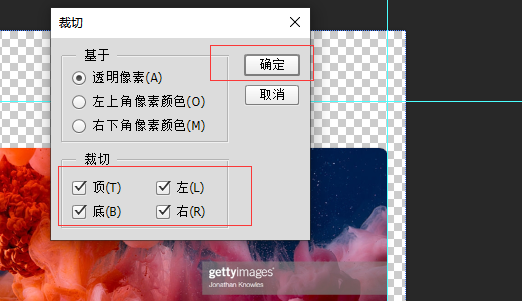 裁切
基于
透明像素(A)
左上角像素颜色(O)
右下角像素颜色(M)
确定
取消
裁切
顶(T)
左(L)
底(B)
右(R)
gettyimages
Jonathan Knowles